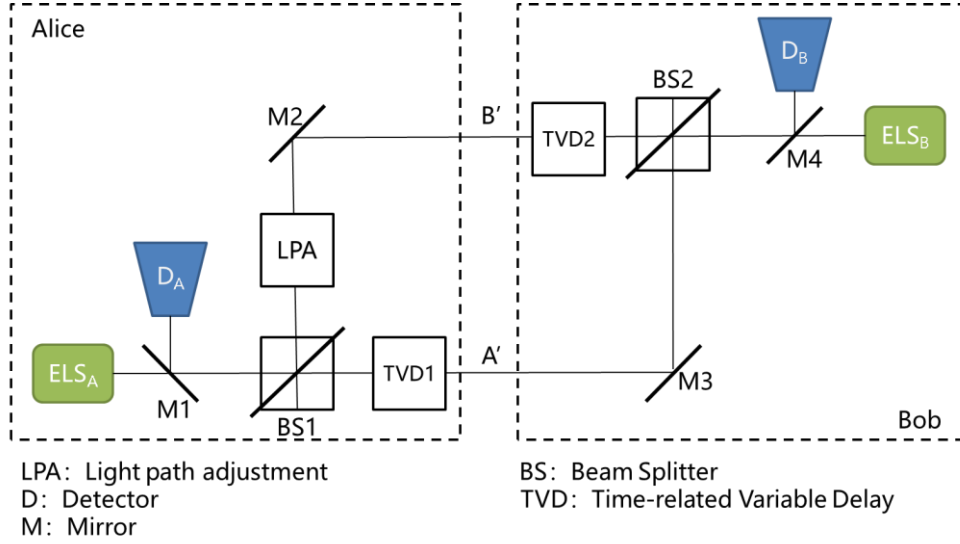 Alice
D_B
BS2
M2
B’
TVD2
ELS_B
M4
LPA
D_A
A’
ELS_A
TVD1
M3
M1
BS1
Bob
LPA: Light path adjustment
BS: Beam Splitter
D: Detector
TVD: Time-related Variable Delay
M: Mirror